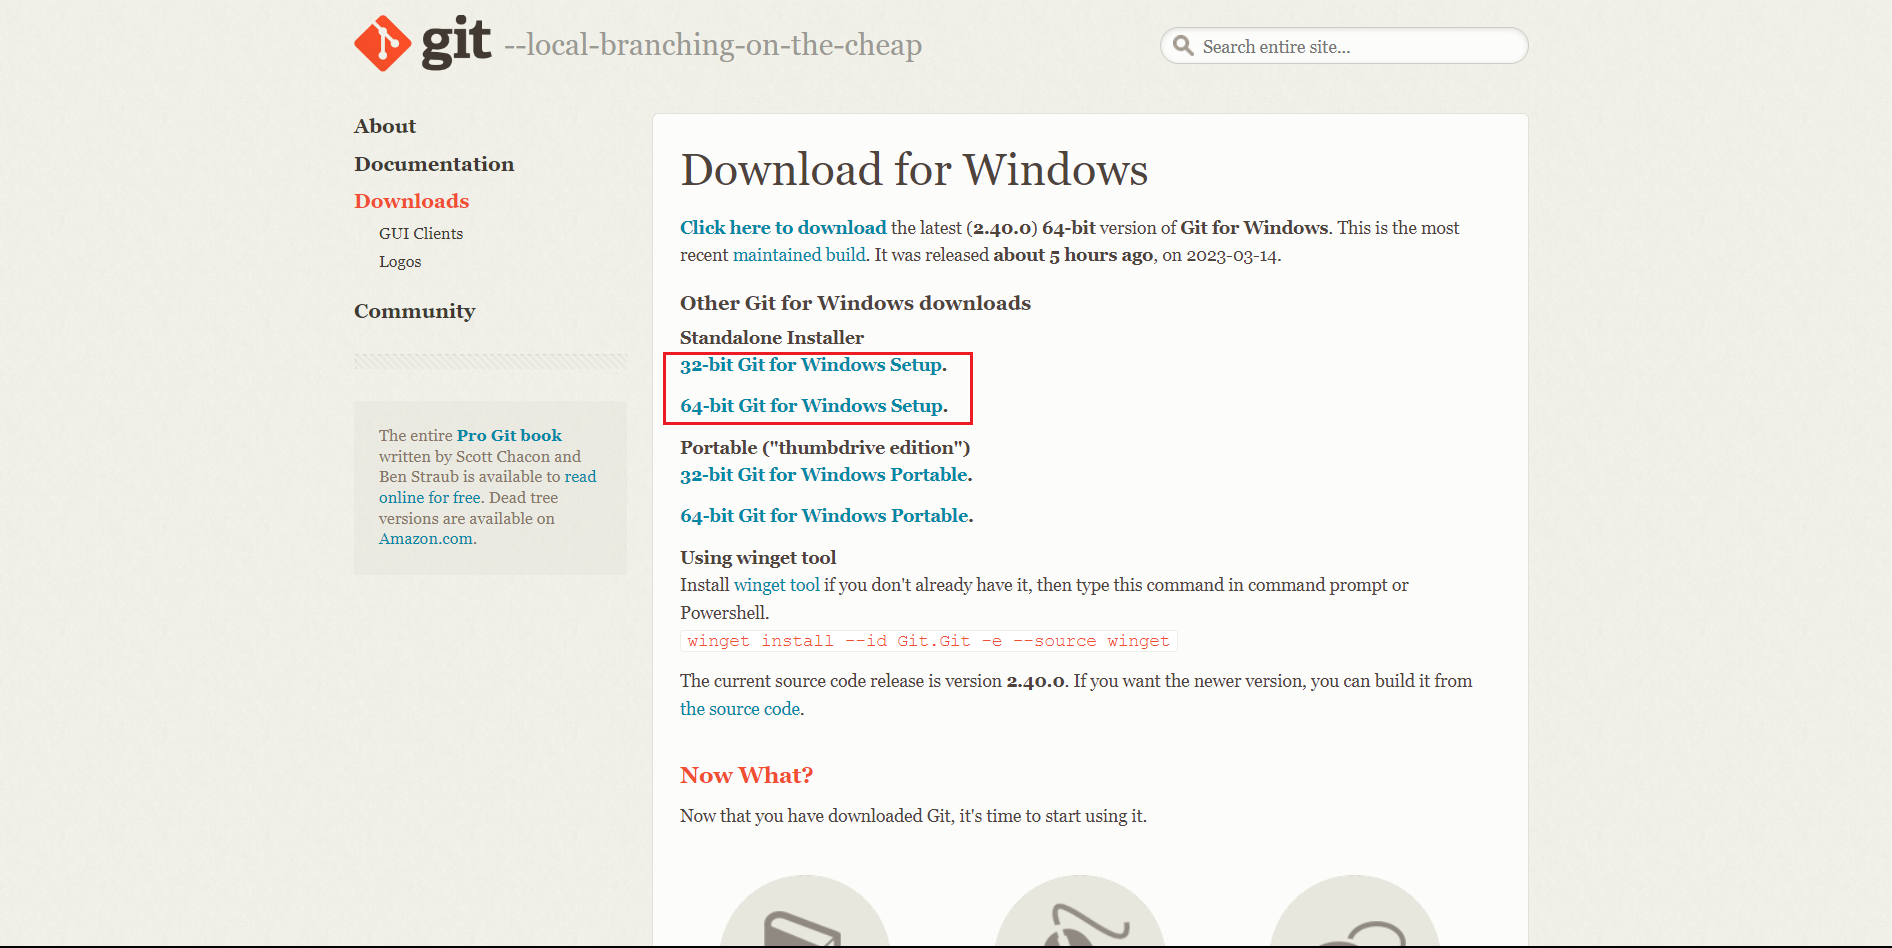 git --local-branching-on-the-cheap
Search entire site...
About
Documentation
Downloads
GUI Clients
Logos
Community
The entire Pro Git book
written by Scott Chacon and
Ben Straub is available to read
online for free. Dead tree
versions are available on
Amazon.com.
Download for Windows
Click here to download the latest (2.40.0) 64-bit version of Git for Windows. This is the most
recent maintained build. It was released about 5 hours ago, on 2023-03-14.
Other Git for Windows downloads
Standalone Installer
32-bit Git for Windows Setup.
64-bit Git for Windows Setup.
Portable ("thumbdrive edition")
32-bit Git for Windows Portable.
64-bit Git for Windows Portable.
Using winget tool
Install winget tool if you don't already have it, then type this command in command prompt or
Powershell.
winget install --id Git.Git -e --source winget
The current source code release is version 2.40.0. If you want the newer version, you can build it from
the source code.
Now What?
Now that you have downloaded Git, it's time to start using it.